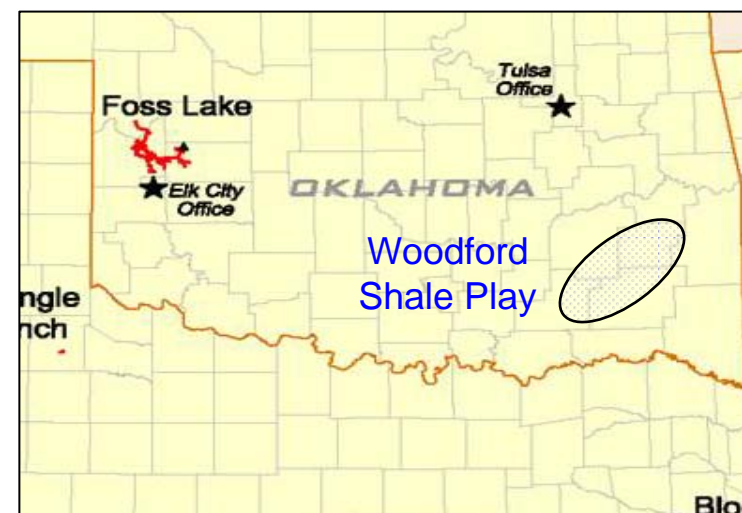 Tulsa
Office
Foss Lake
Elk City
Office
OKLAHOMA
Woodford
Shale Play
ngle
nch
Blo